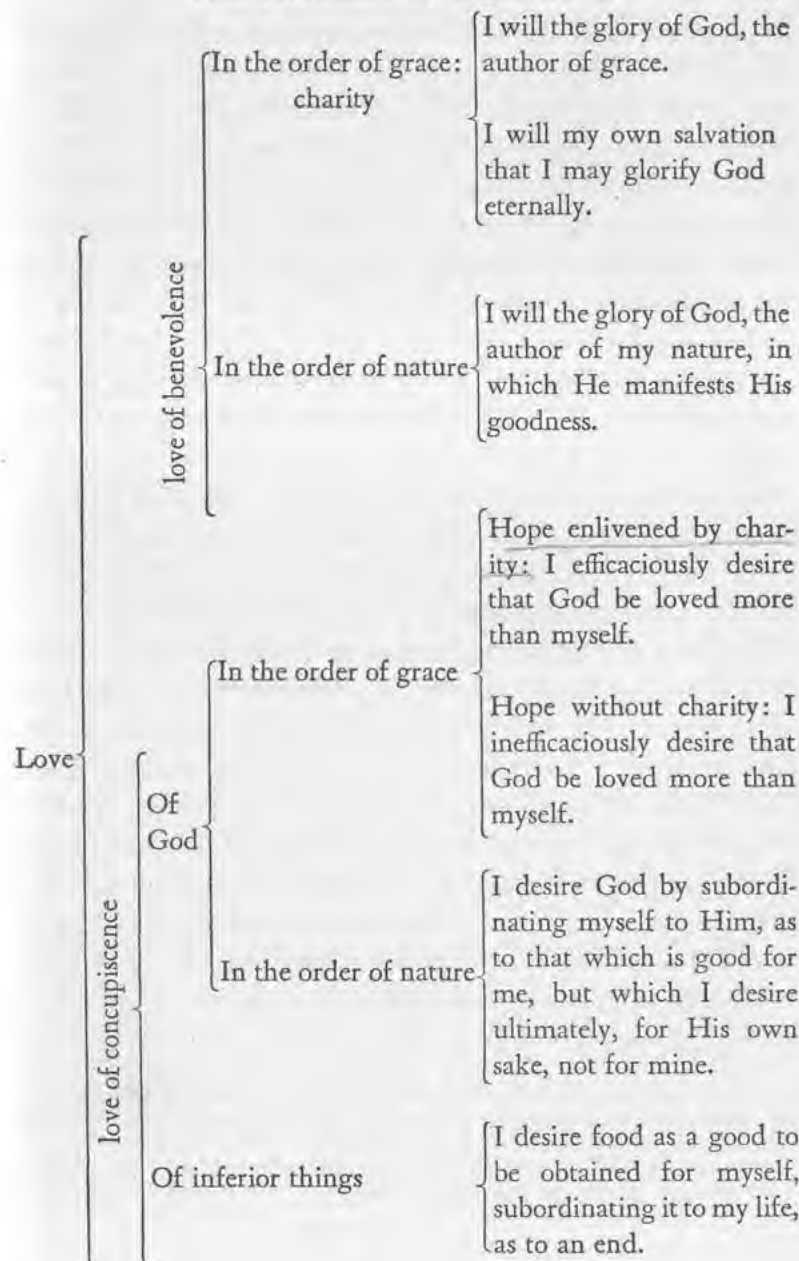 I will the glory of God, the
author of grace.
In the order of grace:
charity
I will my own salvation
that I may glorify God
eternally.
love of benevolence
I will the glory of God, the
author of my nature, in
which He manifests His
goodness.
In the order of nature
Love
love of concupiscence
Of
God
In the order of grace
Hope enlivened by char-
ity: I efficaciously desire
that God be loved more
than myself.
Hope without charity: I
inefficaciously desire that
God be loved more than
myself.
In the order of nature
I desire God by subordi-
nating myself to Him, as
to that which is good for
me, but which I desire
ultimately, for His own
sake, not for mine.
Of inferior things
I desire food as a good to
be obtained for myself,
subordinating it to my life,
as to an end.